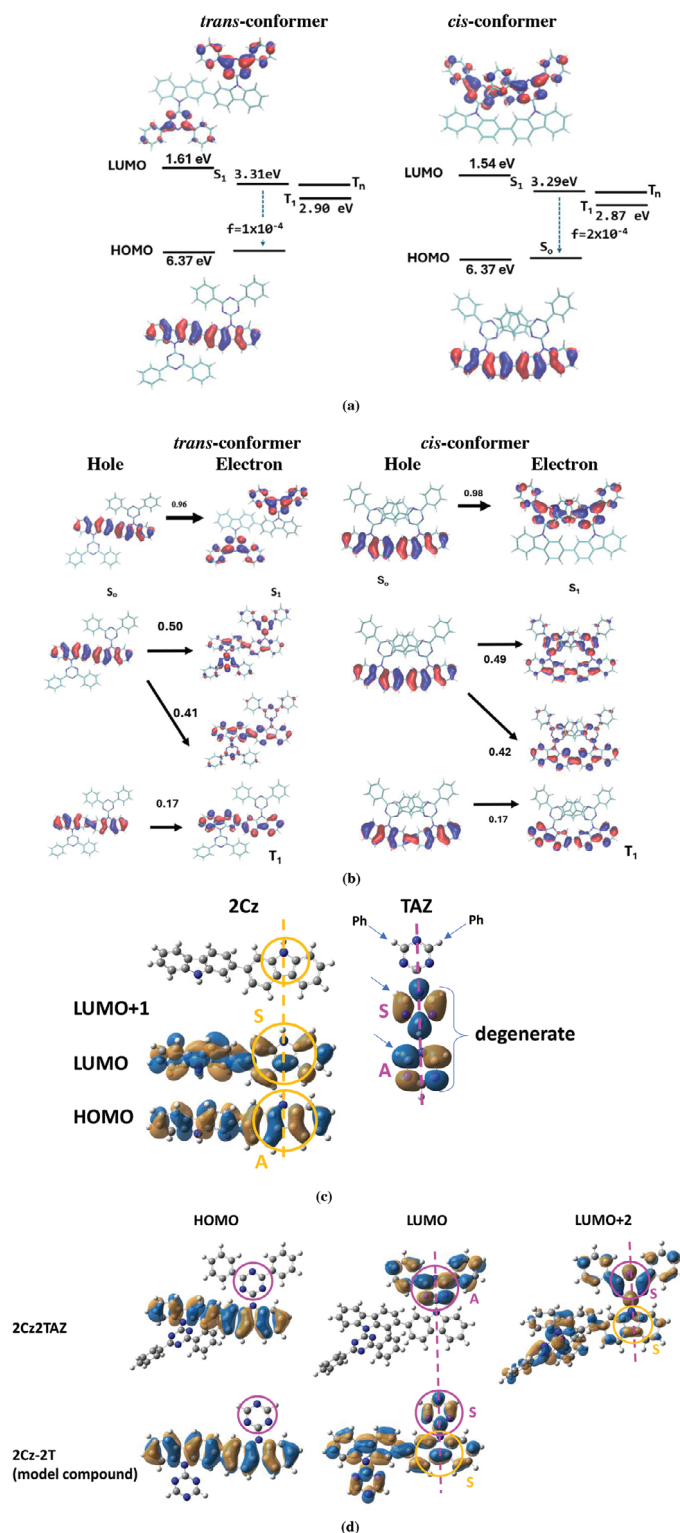 trans-conformer cis-conformer
LUMO 1.61 eV S1 3.31eV Tn
T1 2.90 eV
f=1x10-4
HOMO 6.37 eV
LUMO 1.54 eV S1 3.29eV Tn
T1 2.87 eV
So f=2x10-4
HOMO 6.37 eV
(a)
trans-conformer cis-conformer
Hole Electron Hole Electron
0.96 0.98
So S1 So S1
0.50 0.49
0.41 0.42
0.17 0.17
T1 T1
(b)
2Cz TAZ
Ph Ph
LUMO+1 S S
LUMO degenerate
A
HOMO
A
(c)
HOMO LUMO LUMO+2
2Cz2TAZ A S
S
2Cz-2T S
(model compound) S
(d)